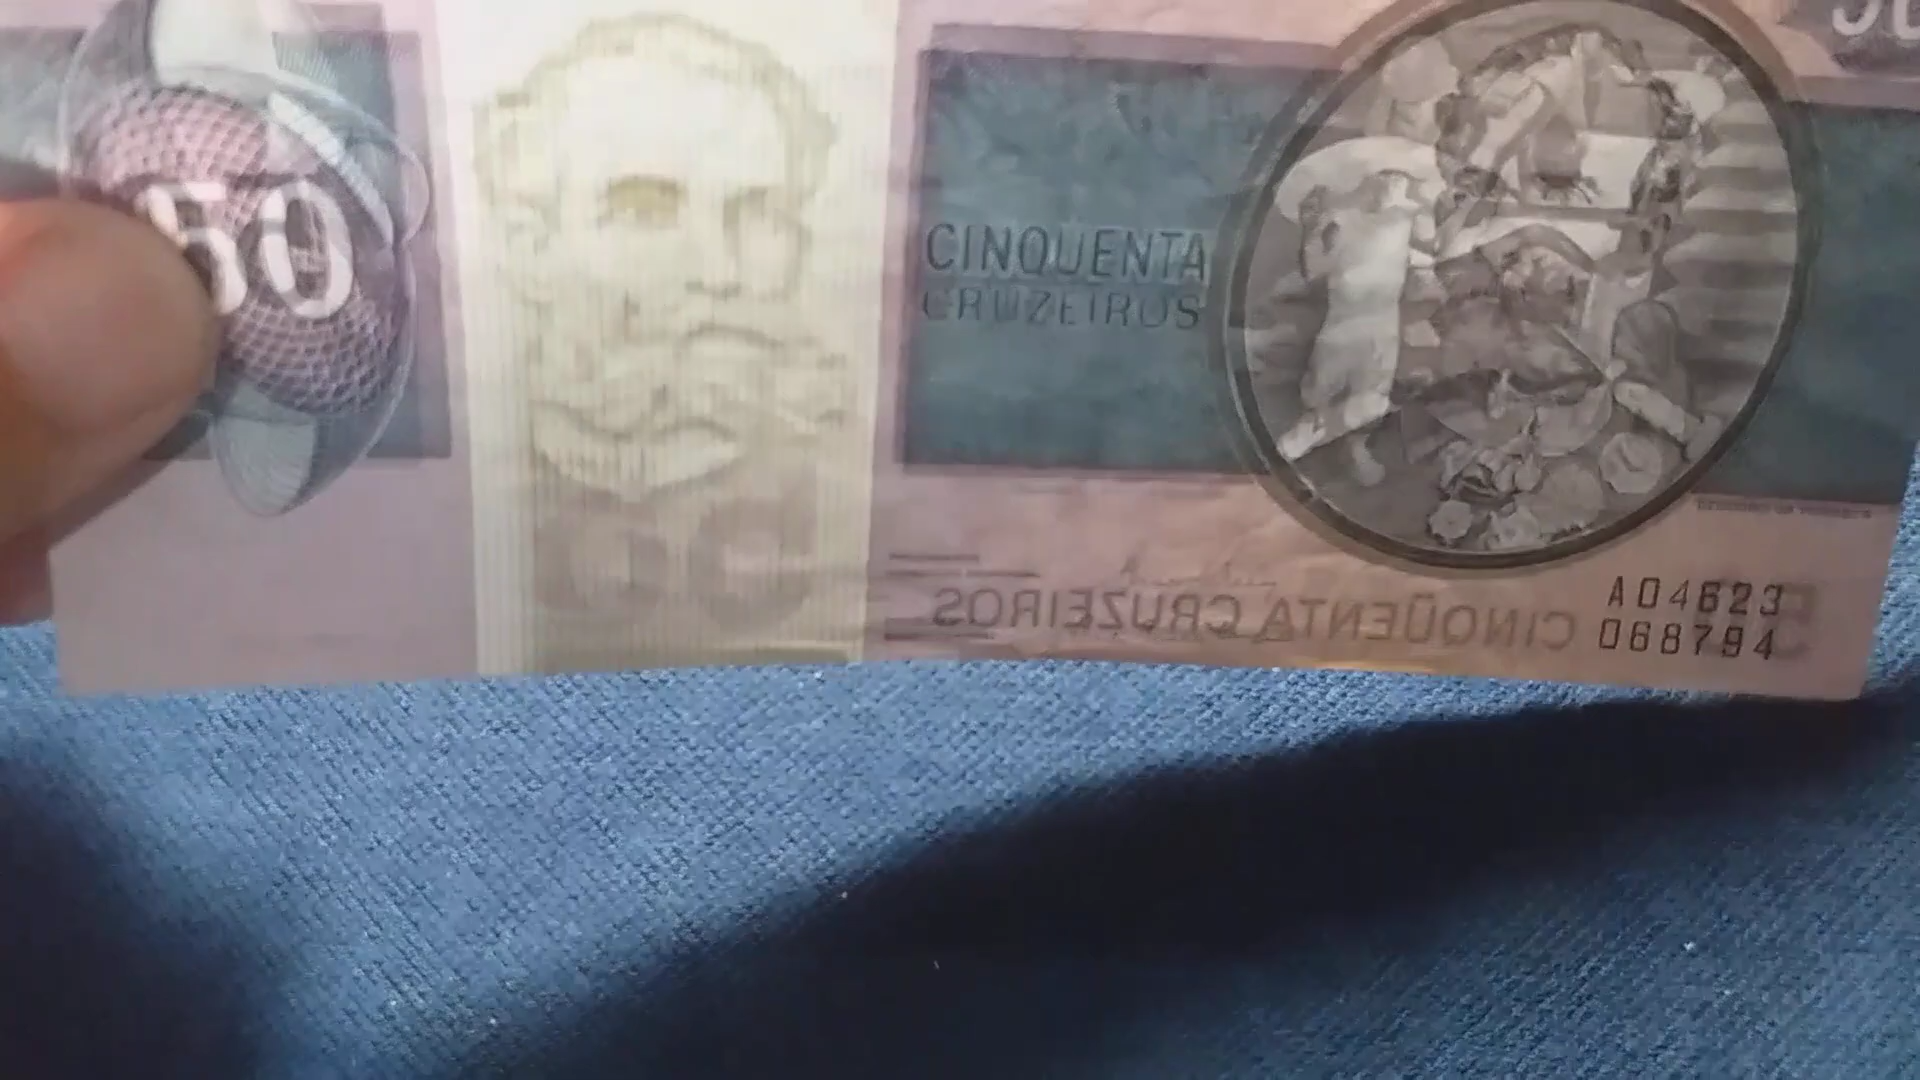 50
CINQUENTA
CRUZEIROS
CINQÜENTA CRUZEIROS
A04623
068794